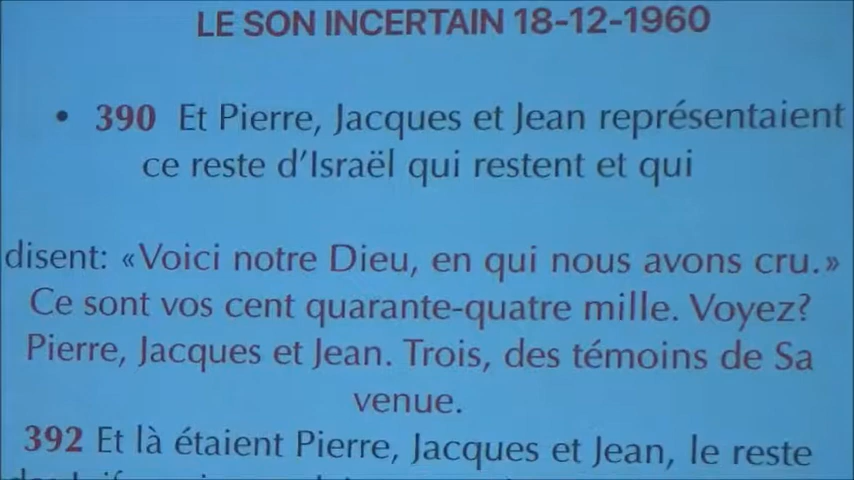 LE SON INCERTAIN 18-12-1960
• 390 Et Pierre, Jacques et Jean représentaient
ce reste d'Israël qui restent et qui
disent: «Voici notre Dieu, en qui nous avons cru.»
Ce sont vos cent quarante-quatre mille. Voyez?
Pierre, Jacques et Jean. Trois, des témoins de Sa
venue.
392 Et là étaient Pierre, Jacques et Jean, le reste